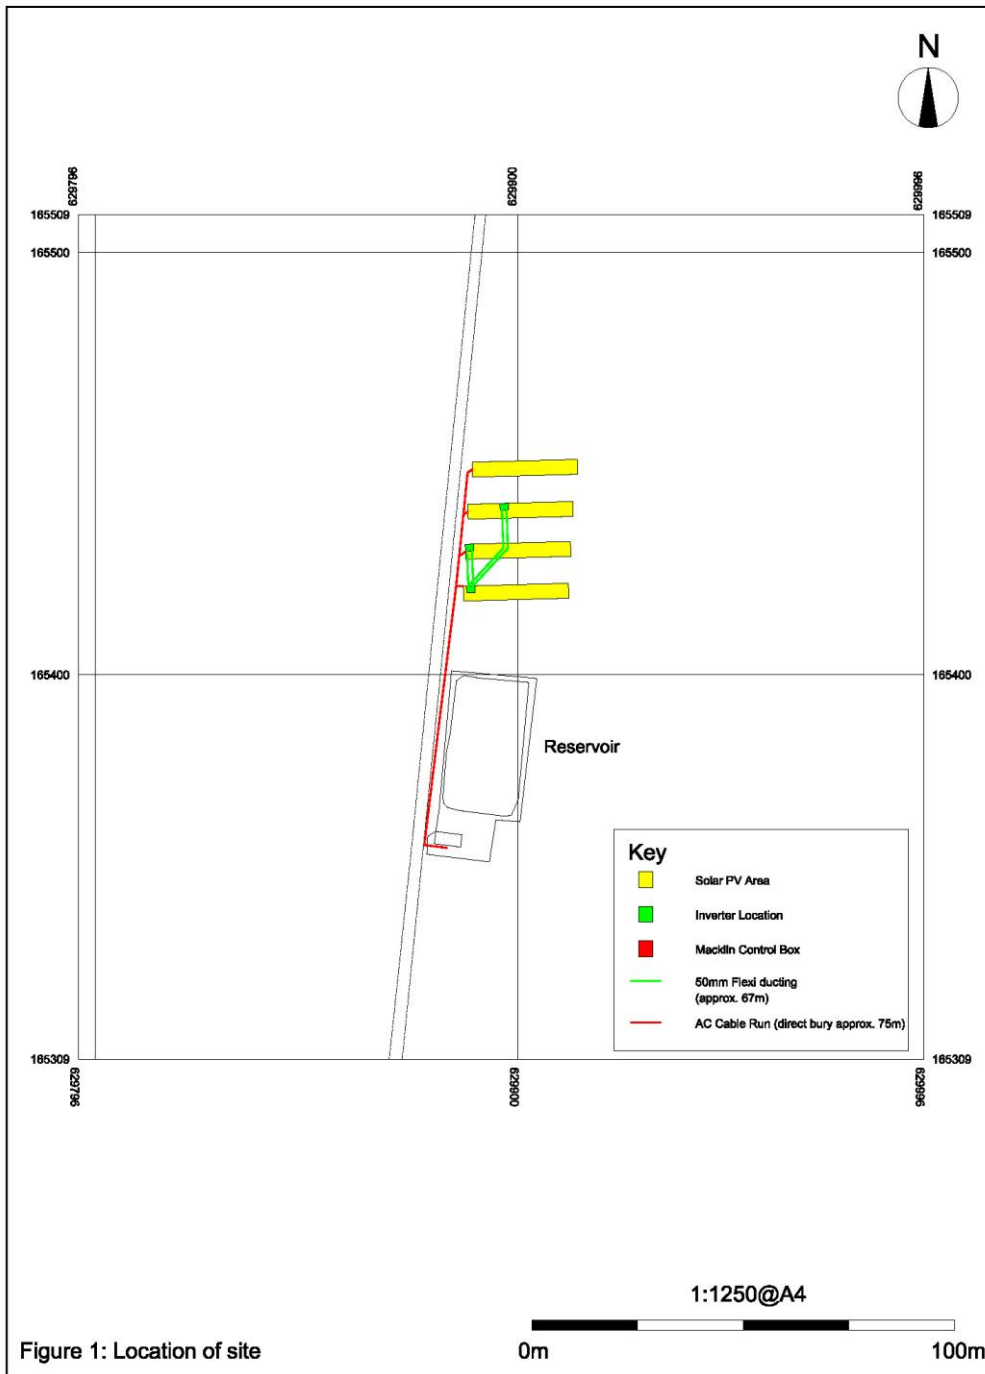 N
629796
629900
629996
165509
165509
165500
165500
165400
165400
Reservoir
Key
Solar PV Area
Inverter Location
Macklin Control Box
50mm Flexi ducting
(approx. 67m)
AC Cable Run (direct bury approx. 75m)
165309
165309
629796
629900
629996
1:1250@A4
Figure 1: Location of site
0m
100m